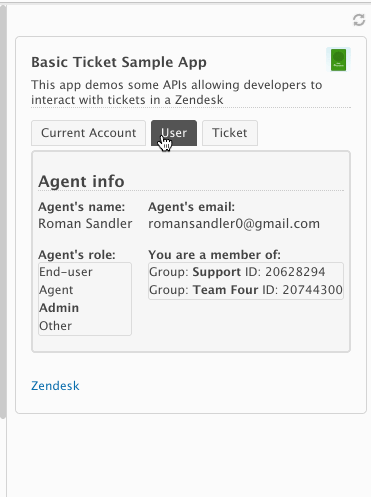 Basic Ticket Sample App
This app demos some APIs allowing developers to
interact with tickets in a Zendesk
Current Account User Ticket
Agent info
Agent's name: Agent's email:
Roman Sandler romansandler0@gmail.com
Agent's role: You are a member of:
End-user Group: Support ID: 20628294
Agent Group: Team Four ID: 20744300
Admin
Other
Zendesk